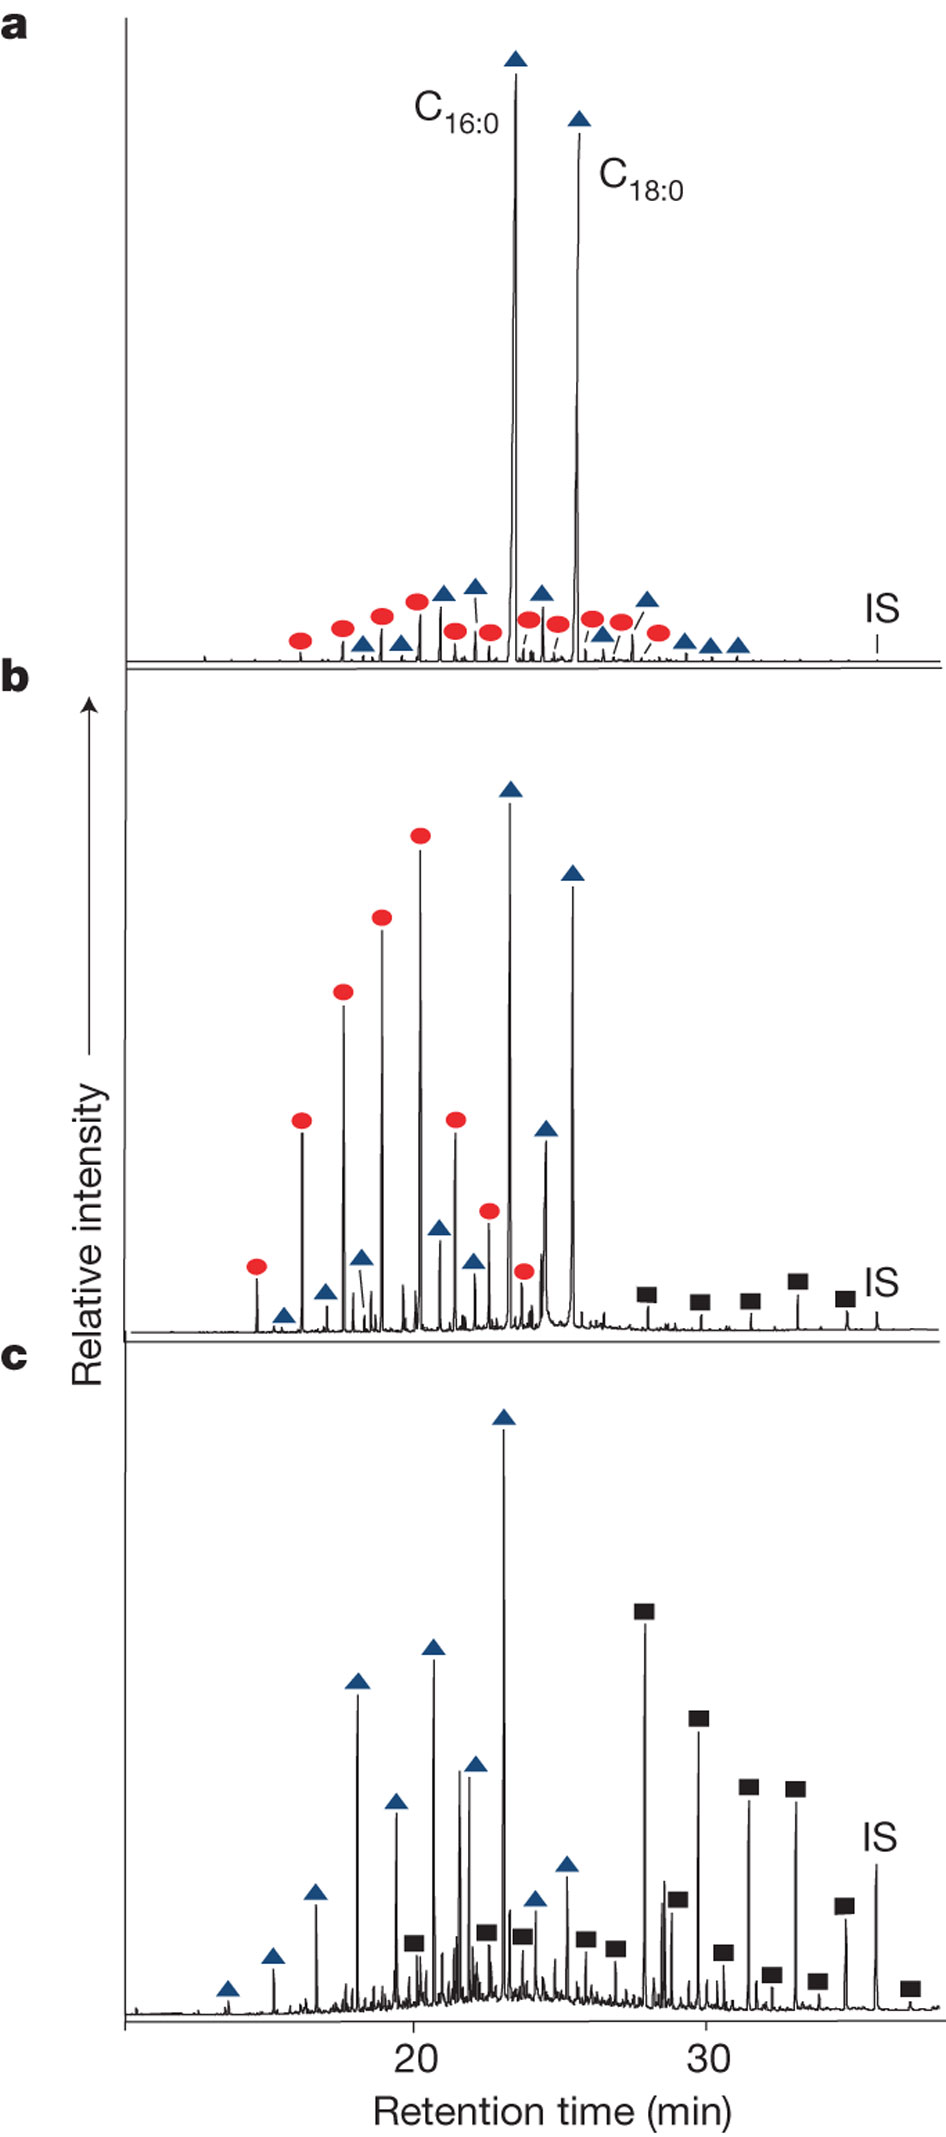 a
C16:0
C18:0
IS
b
Relative intensity
IS
c
IS
20 30
Retention time (min)